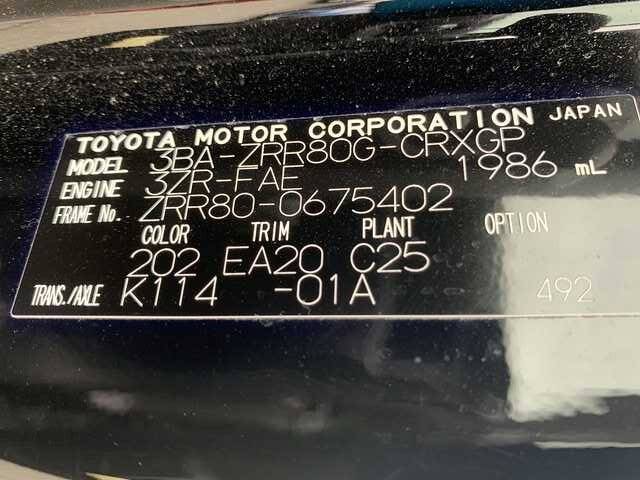 TOYOTA MOTOR CORPORATION JAPAN
MODEL 3BA-ZRR80G-CRXGP
ENGINE 3ZR-FAE 1986 mL
FRAME No. ZRR80-0675402
COLOR TRIM PLANT OPTION
202 EA20 C25
TRANS./AXLE K114 -01A 492